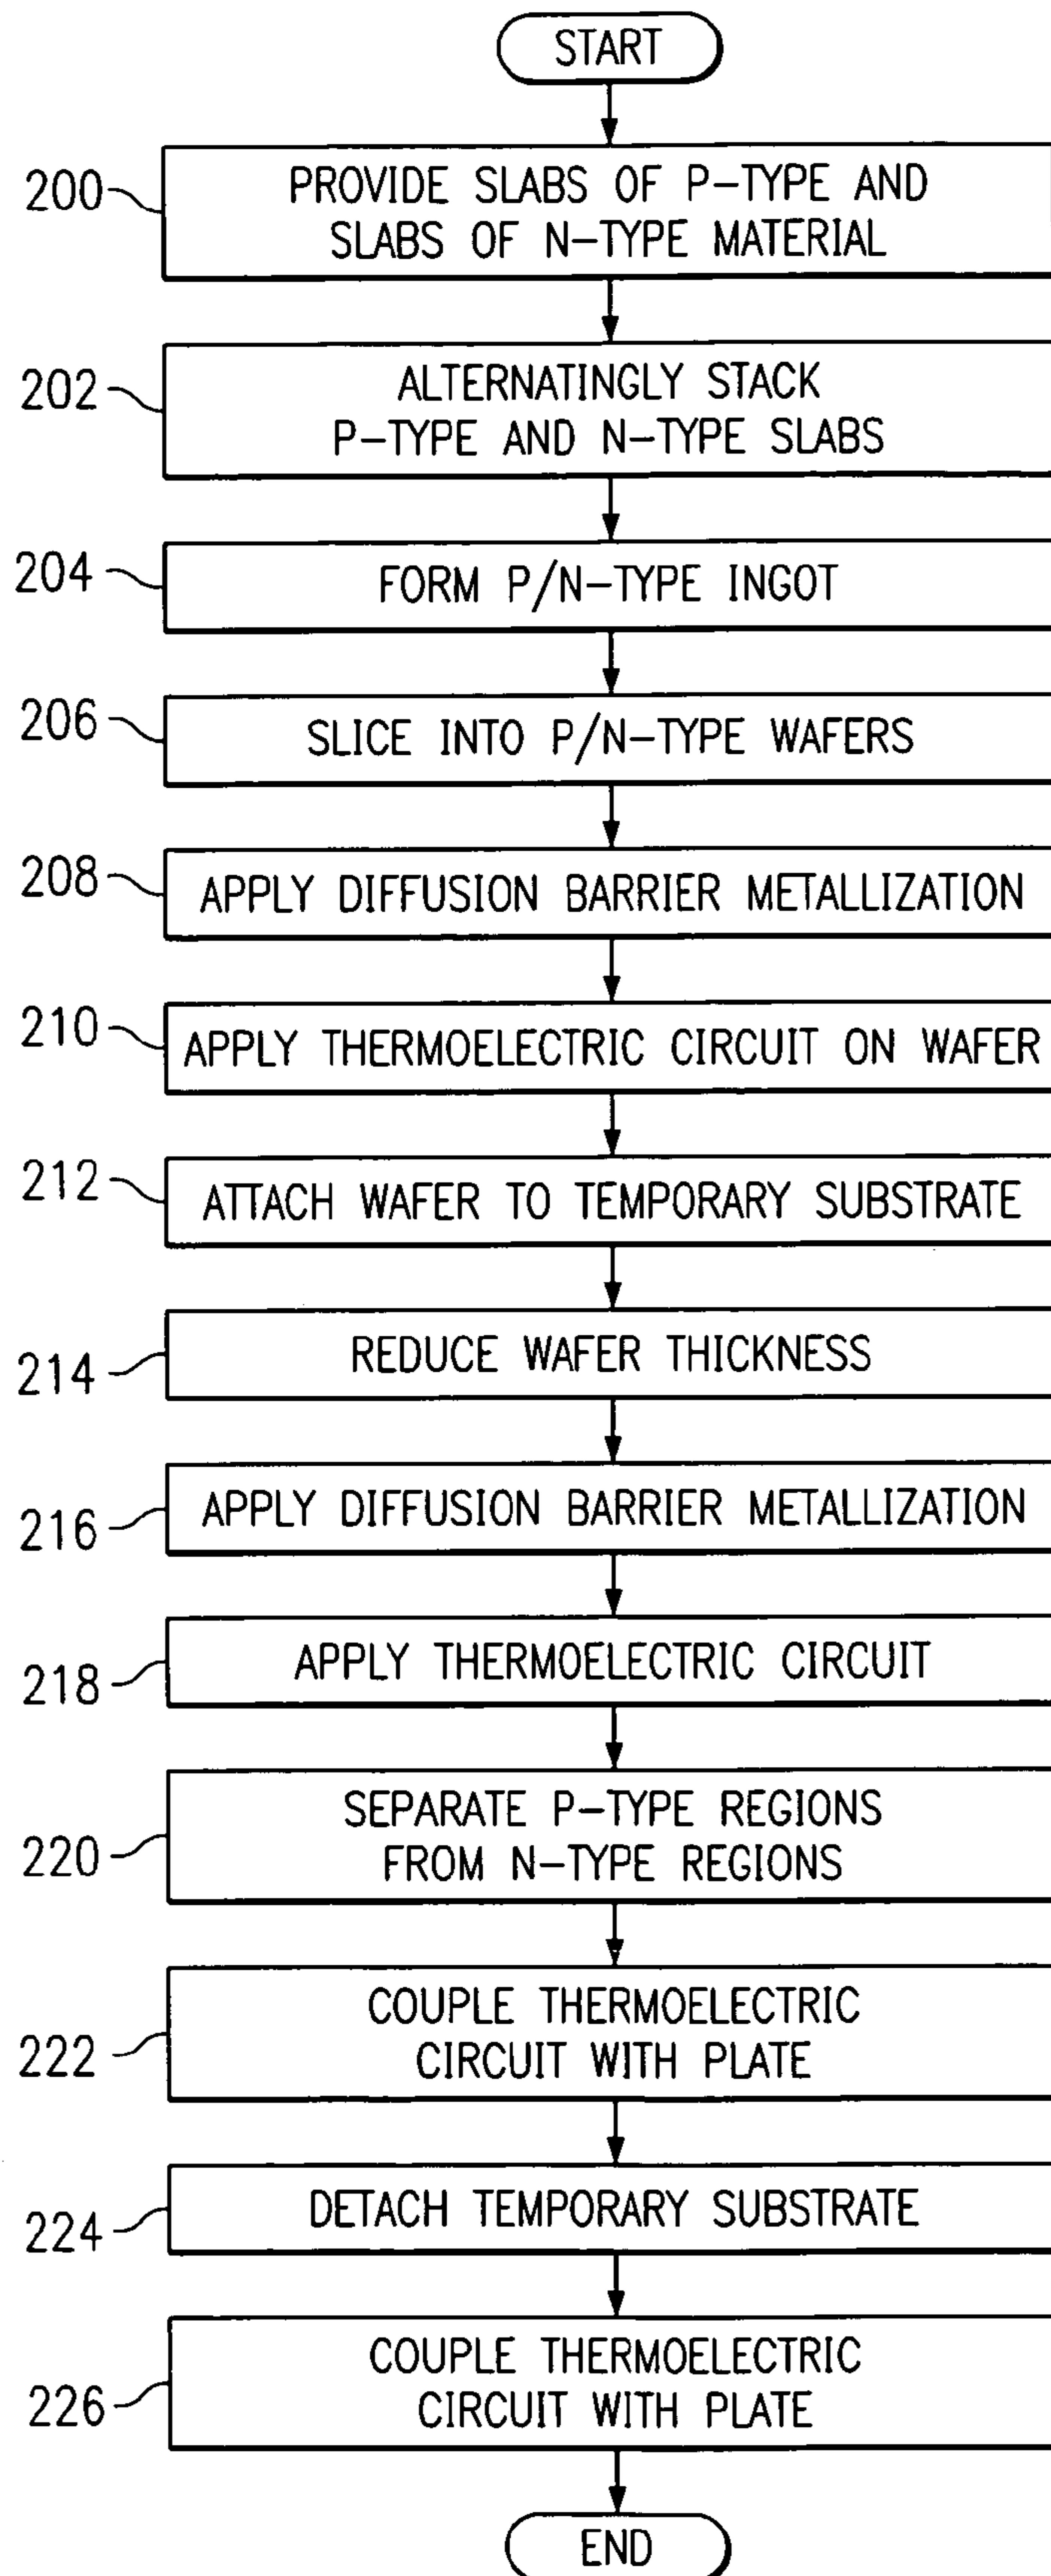 START
200
PROVIDE SLABS OF P-TYPE AND
SLABS OF N-TYPE MATERIAL
202
ALTERNATINGLY STACK
P-TYPE AND N-TYPE SLABS
204
FORM P/N-TYPE INGOT
206
SLICE INTO P/N-TYPE WAFERS
208
APPLY DIFFUSION BARRIER METALLIZATION
210
APPLY THERMOELECTRIC CIRCUIT ON WAFER
212
ATTACH WAFER TO TEMPORARY SUBSTRATE
214
REDUCE WAFER THICKNESS
216
APPLY DIFFUSION BARRIER METALLIZATION
218
APPLY THERMOELECTRIC CIRCUIT
220
SEPARATE P-TYPE REGIONS
FROM N-TYPE REGIONS
222
COUPLE THERMOELECTRIC
CIRCUIT WITH PLATE
224
DETACH TEMPORARY SUBSTRATE
226
COUPLE THERMOELECTRIC
CIRCUIT WITH PLATE
END